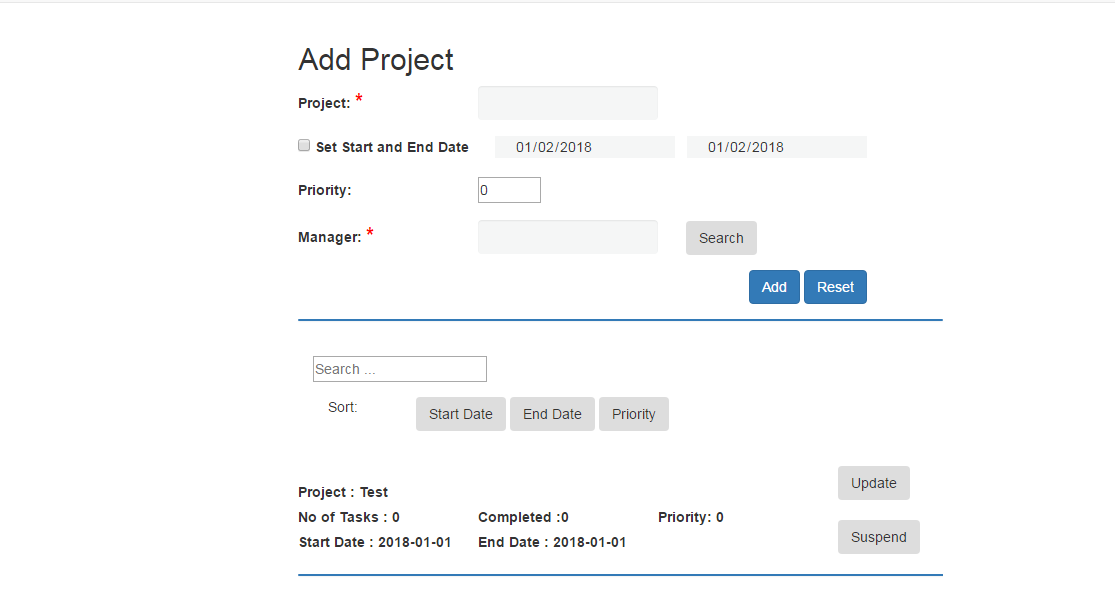 Add Project
Project: *
Set Start and End Date 01/02/2018 01/02/2018
Priority: 0
Manager: * Search
Add Reset
Search ...
Sort: Start Date End Date Priority
Update
Project : Test
No of Tasks : 0 Completed :0 Priority: 0
Suspend
Start Date : 2018-01-01 End Date : 2018-01-01